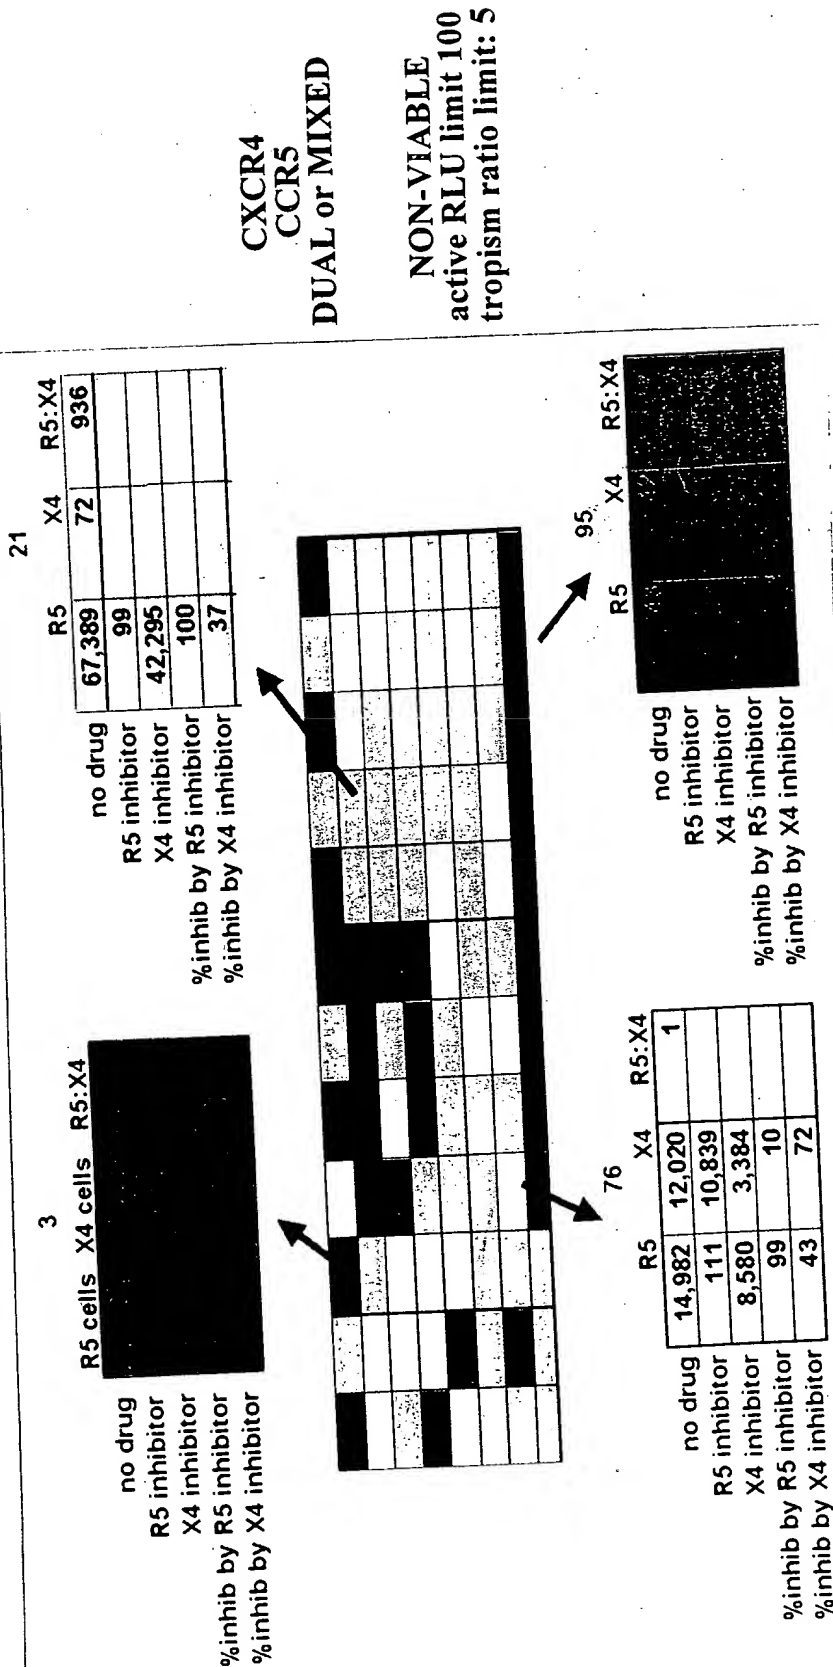 3
R5 cells X4 cells R5:X4
no drug
R5 inhibitor
X4 inhibitor
%inhib by R5 inhibitor
%inhib by X4 inhibitor
21
R5 X4 R5:X4
no drug 67,389 72 936
R5 inhibitor 99
X4 inhibitor 42,295
%inhib by R5 inhibitor 100
%inhib by X4 inhibitor 37
76
R5 X4 R5:X4
no drug 14,982 12,020 1
R5 inhibitor 111 10,839
X4 inhibitor 8,580 3,384
%inhib by R5 inhibitor 99 10
%inhib by X4 inhibitor 43 72
95
R5 X4 R5:X4
no drug
R5 inhibitor
X4 inhibitor
%inhib by R5 inhibitor
%inhib by X4 inhibitor
CXCR4
CCR5
DUAL or MIXED
NON-VIABLE
active RLU limit 100
tropism ratio limit: 5